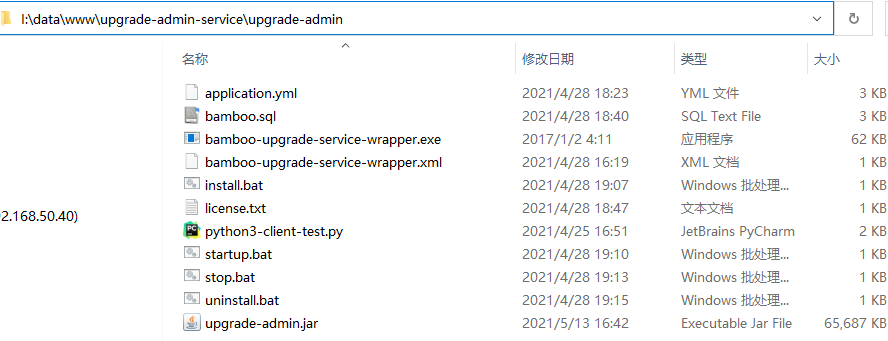 I:\data\www\upgrade-admin-service\upgrade-admin
名称 修改日期 类型 大小
application.yml 2021/4/28 18:23 YML 文件 3 KB
bamboo.sql 2021/4/28 18:40 SQL Text File 3 KB
bamboo-upgrade-service-wrapper.exe 2017/1/2 4:11 应用程序 62 KB
bamboo-upgrade-service-wrapper.xml 2021/4/28 16:19 XML 文档 1 KB
install.bat 2021/4/28 19:07 Windows 批处理... 1 KB
license.txt 2021/4/28 18:47 文本文档 1 KB
2.168.50.40)
python3-client-test.py 2021/4/25 16:51 JetBrains PyCharm 2 KB
startup.bat 2021/4/28 19:10 Windows 批处理... 1 KB
stop.bat 2021/4/28 19:13 Windows 批处理... 1 KB
uninstall.bat 2021/4/28 19:15 Windows 批处理... 1 KB
upgrade-admin.jar 2021/5/13 16:42 Executable Jar File 65,687 KB